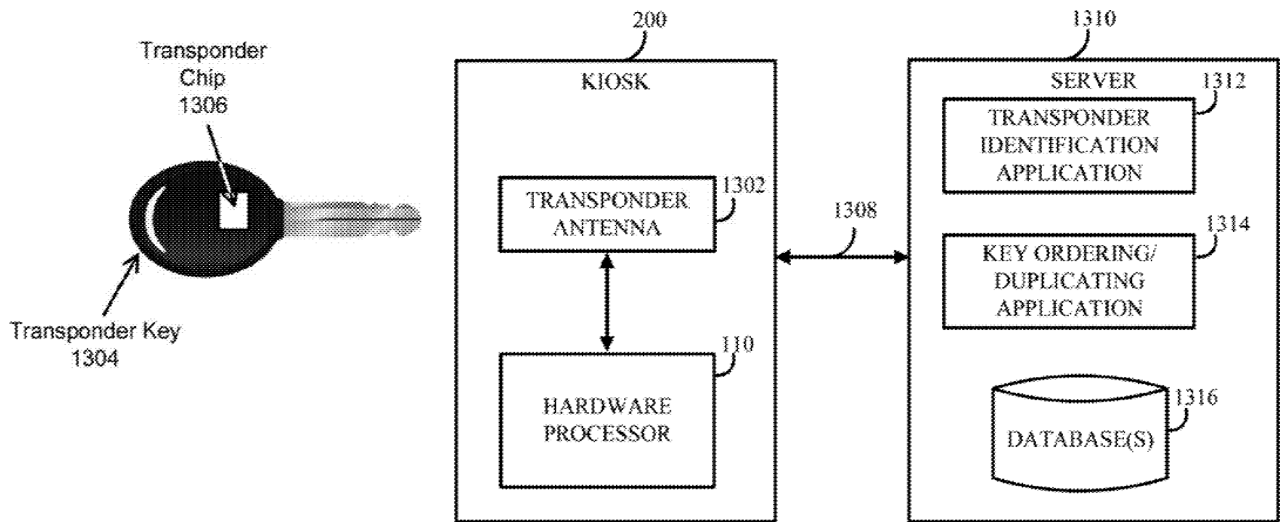 Transponder
Chip
1306
Transponder Key
1304
200
KIOSK
TRANSPONDER
ANTENNA
1302
HARDWARE
PROCESSOR
110
1308
1310
SERVER
TRANSPONDER
IDENTIFICATION
APPLICATION
1312
KEY ORDERING/
DUPLICATING
APPLICATION
1314
DATABASE(S)
1316